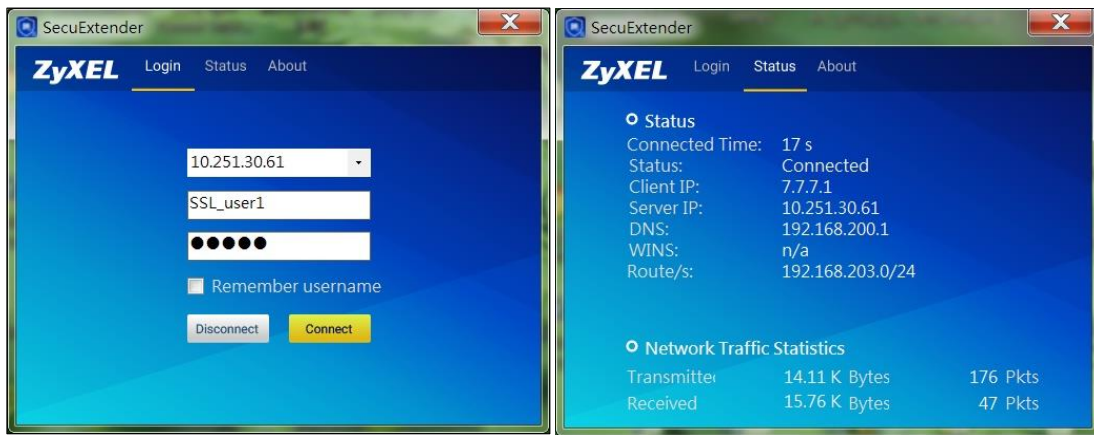 SecuExtender
ZyXEL Login Status About
10.251.30.61
SSL_user1
●●●●●
Remember username
Disconnect Connect
SecuExtender
ZyXEL Login Status About
Status
Connected Time: 17 s
Status: Connected
Client IP: 7.7.7.1
Server IP: 10.251.30.61
DNS: 192.168.200.1
WINS: n/a
Route/s: 192.168.203.0/24
Network Traffic Statistics
Transmitted 14.11 K Bytes 176 Pkts
Received 15.76 K Bytes 47 Pkts